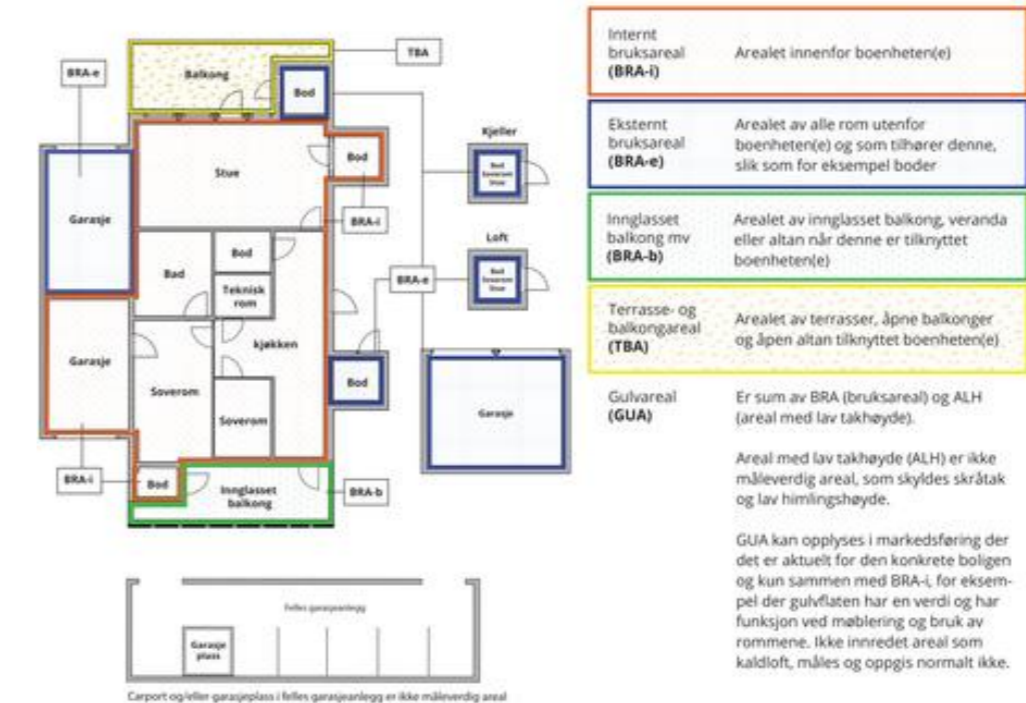 TBA
BRA-e
Balkong
Bod
Kjeller
Bod
Soverom
Stue
Bod
Stue
Garasje
BRA-i
Loft
Bod
Bod
Soverom
Stue
Bad
BRA-e
Teknisk
rom
kjøkken
Garasje
Soverom
Bod
Garasje
Soverom
BRA-i
Bod
Innglasset
balkong
BRA-b
Felles garasjeanlegg
Garasje
plass
Carport og/eller garasjeplass i felles garasjeanlegg er ikke måleverdig areal
Internt
bruksareal
(BRA-i)
Arealet innenfor boenheten(e)
Eksternt
bruksareal
(BRA-e)
Arealet av alle rom utenfor
boenheten(e) og som tilhører denne,
slik som for eksempel boder
Innglasset
balkong mv
(BRA-b)
Arealet av innglasset balkong, veranda
eller altan når denne er tilknyttet
boenheten(e)
Terrasse- og
balkongareal
(TBA)
Arealet av terrasser, åpne balkonger
og åpen altan tilknyttet boenheten(e)
Gulvareal
(GUA)
Er sum av BRA (bruksareal) og ALH
(areal med lav takhøyde).
Areal med lav takhøyde (ALH) er ikke
måleverdig areal, som skyldes skråtak
og lav himlingshøyde.
GUA kan opplyses i markedsføring der
det er aktuelt for den konkrete boligen
og kun sammen med BRA-i, for eksem-
pel der gulvflaten har en verdi og har
funksjon ved møblering og bruk av
rommene. Ikke innredet areal som
kaldloft, måles og oppgis normalt ikke.